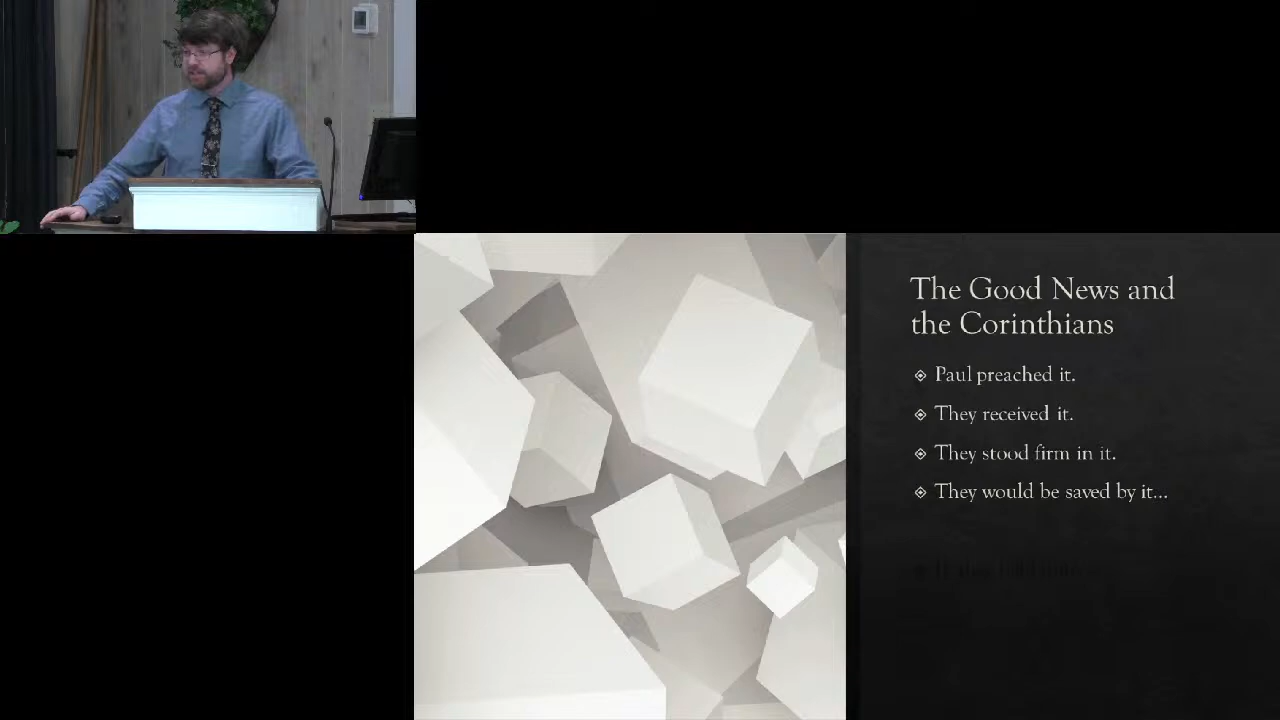 The Good News and
the Corinthians
Paul preached it.
They received it.
They stood firm in it.
They would be saved by it...